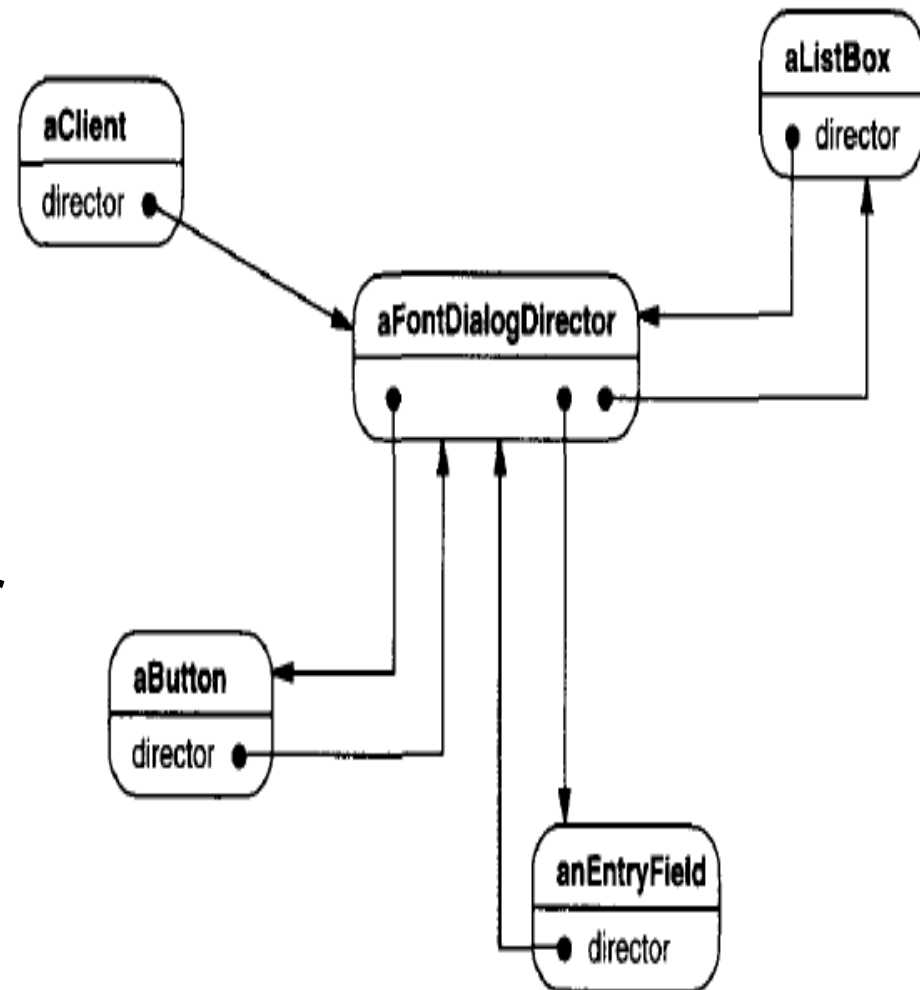 aListBox
director
aClient
director
aFontDialogDirector
aButton
director
anEntryField
director